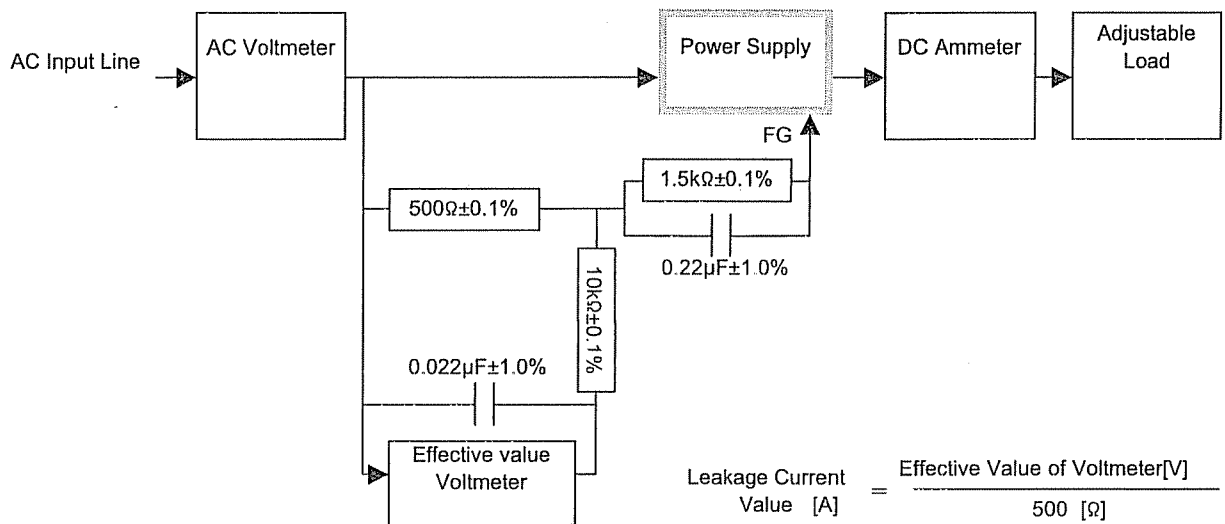 AC Input Line
AC Voltmeter
Power Supply
DC Ammeter
Adjustable
Load
FG
500Ω±0.1%
1.5kΩ±0.1%
0.22µF±1.0%
10kΩ±0.1%
0.022µF±1.0%
Effective value
Voltmeter
Leakage Current
Value [A]
=
Effective Value of Voltmeter[V]
500 [Ω]